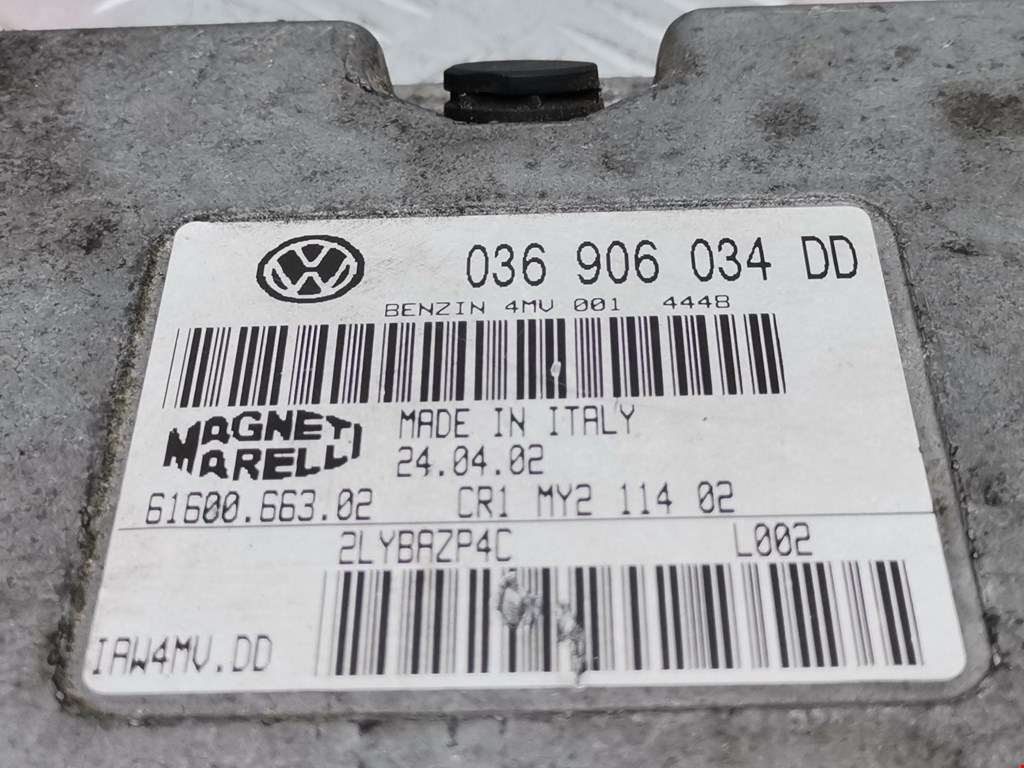 036 906 034 DD
BENZIN 4MV 001 4448
MAGNETI MARELLI
MADE IN ITALY
24.04.02
61600.663.02 CR1 MY2 114 02
2LYBAZP4C L002
IAW4MV.DD